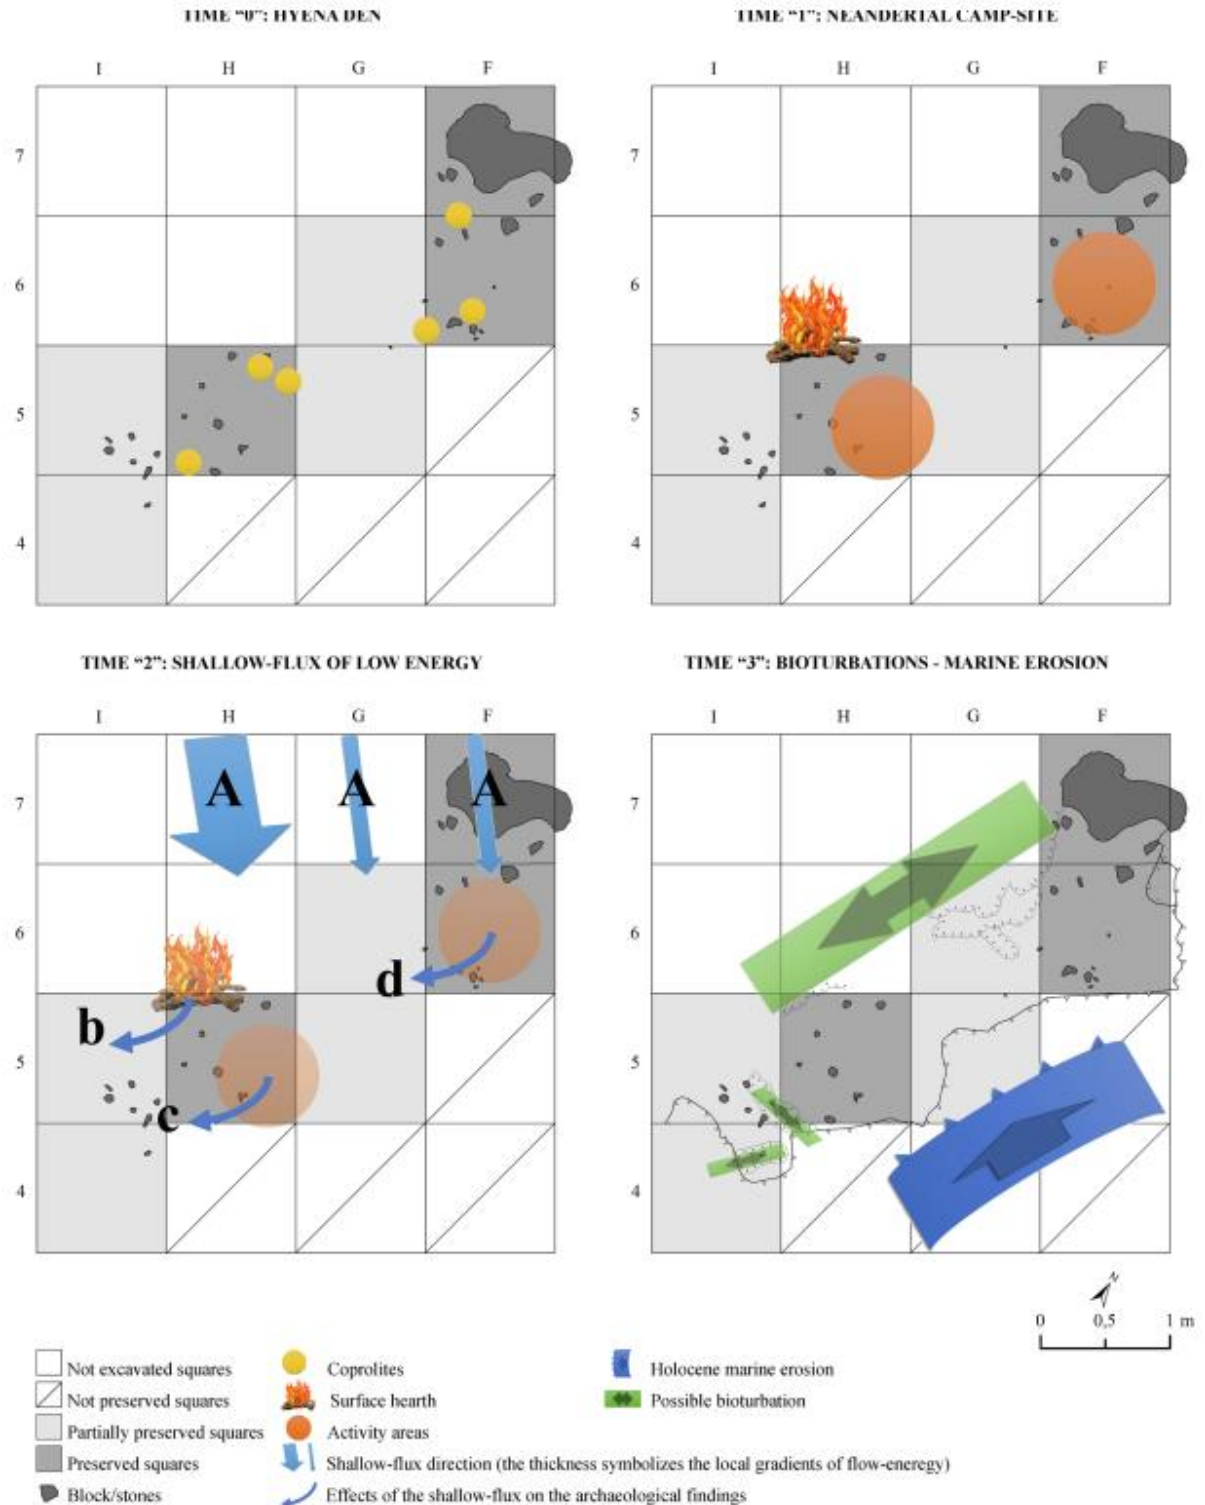 TIME “0”: HYENA DEN
TIME “1”: NEANDERTAL CAMP-SITE
I H G F
I H G F
7
7
6
6
5
5
4
4
TIME “2”: SHALLOW-FLUX OF LOW ENERGY
TIME “3”: BIOTURBATIONS - MARINE EROSION
I H G F
I H G F
A A A
7
7
6
6
d
b
5
5
c
4
4
N
0 0,5 1 m
Not excavated squares
Coprolites
Holocene marine erosion
Not preserved squares
Surface hearth
Possible bioturbation
Partially preserved squares
Activity areas
Preserved squares
Shallow-flux direction (the thickness symbolizes the local gradients of flow-eneregy)
Block/stones
Effects of the shallow-flux on the archaeological findings